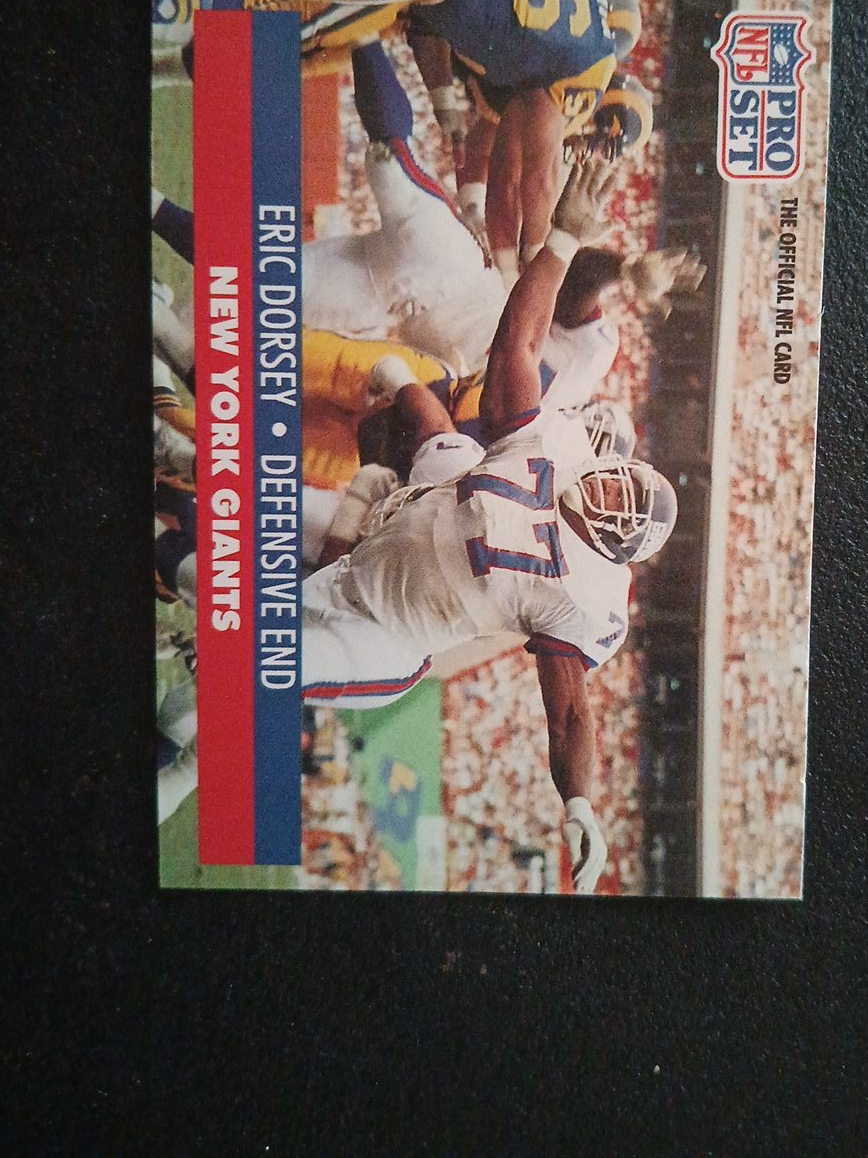 PRO
NFL SET
THE OFFICIAL NFL CARD
77
ERIC DORSEY • DEFENSIVE END
NEW YORK GIANTS